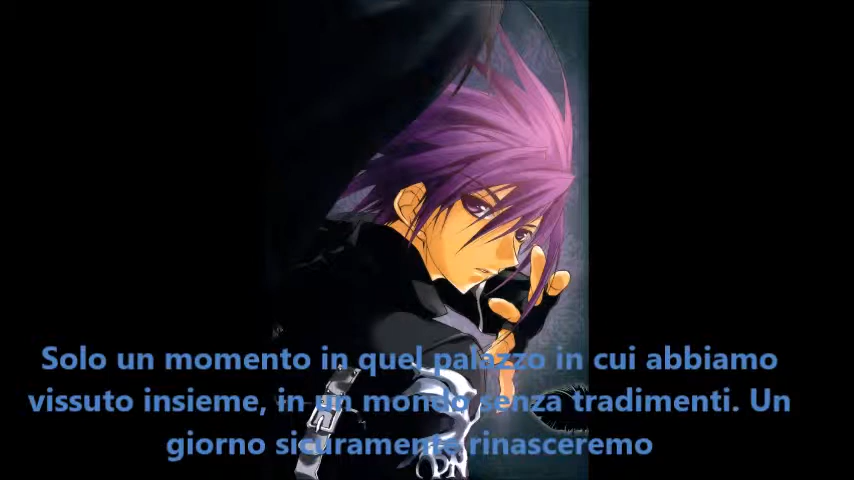 Solo un momento in quel palazzo in cui abbiamo
vissuto insieme, in un mondo senza tradimenti. Un
giorno sicuramente rinasceremo